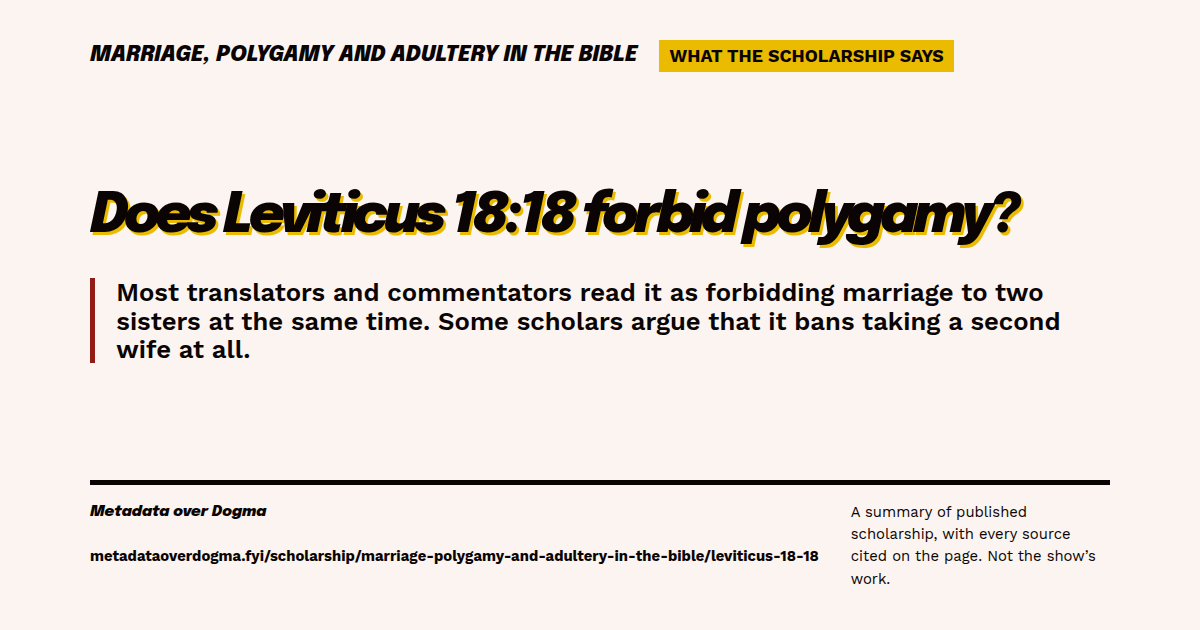 MARRIAGE, POLYGAMY AND ADULTERY IN THE BIBLE
WHAT THE SCHOLARSHIP SAYS
Does Leviticus 18:18 forbid polygamy?
Most translators and commentators read it as forbidding marriage to two
sisters at the same time. Some scholars argue that it bans taking a second
wife at all.
Metadata over Dogma
metadataoverdogma.fyi/scholarship/marriage-polygamy-and-adultery-in-the-bible/leviticus-18-18
A summary of published
scholarship, with every source
cited on the page. Not the show’s
work.